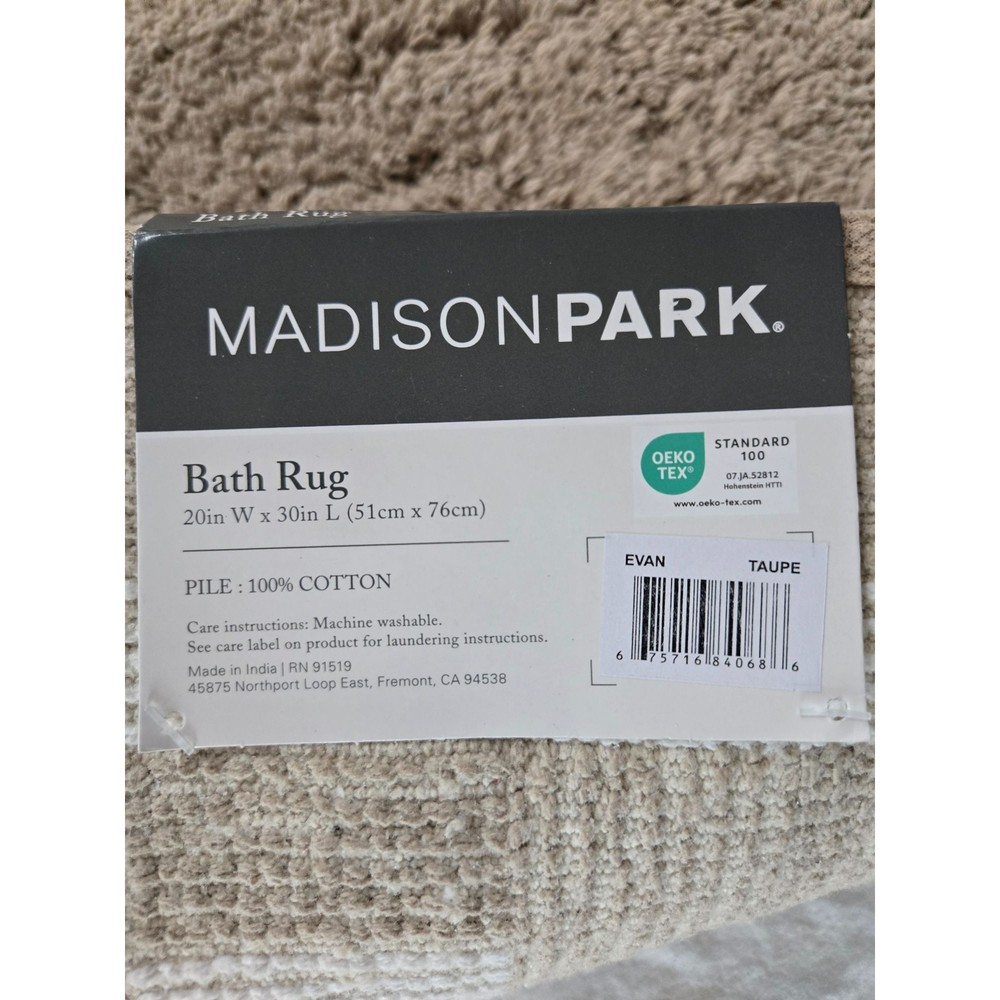 Bath Rug
MADISONPARK®
Bath Rug
20in W x 30in L (51cm x 76cm)
PILE : 100% COTTON
Care instructions: Machine washable.
See care label on product for laundering instructions.
Made in India | RN 91519
45875 Northport Loop East, Fremont, CA 94538
OEKO
TEX®
STANDARD
100
07.JA.52812
Hohenstein HTTI
www.oeko-tex.com
EVAN TAUPE
6 75716 84068 6